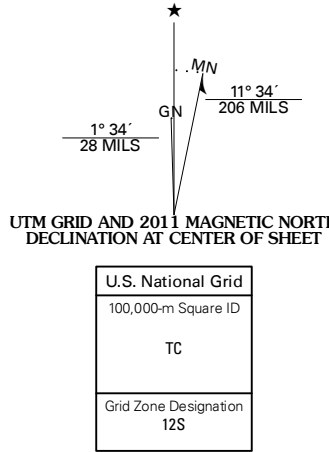 ★
MN
GN
11° 34´
206 MILS
1° 34´
28 MILS
UTM GRID AND 2011 MAGNETIC NORTH
DECLINATION AT CENTER OF SHEET
U.S. National Grid
100,000-m Square ID
TC
Grid Zone Designation
12S